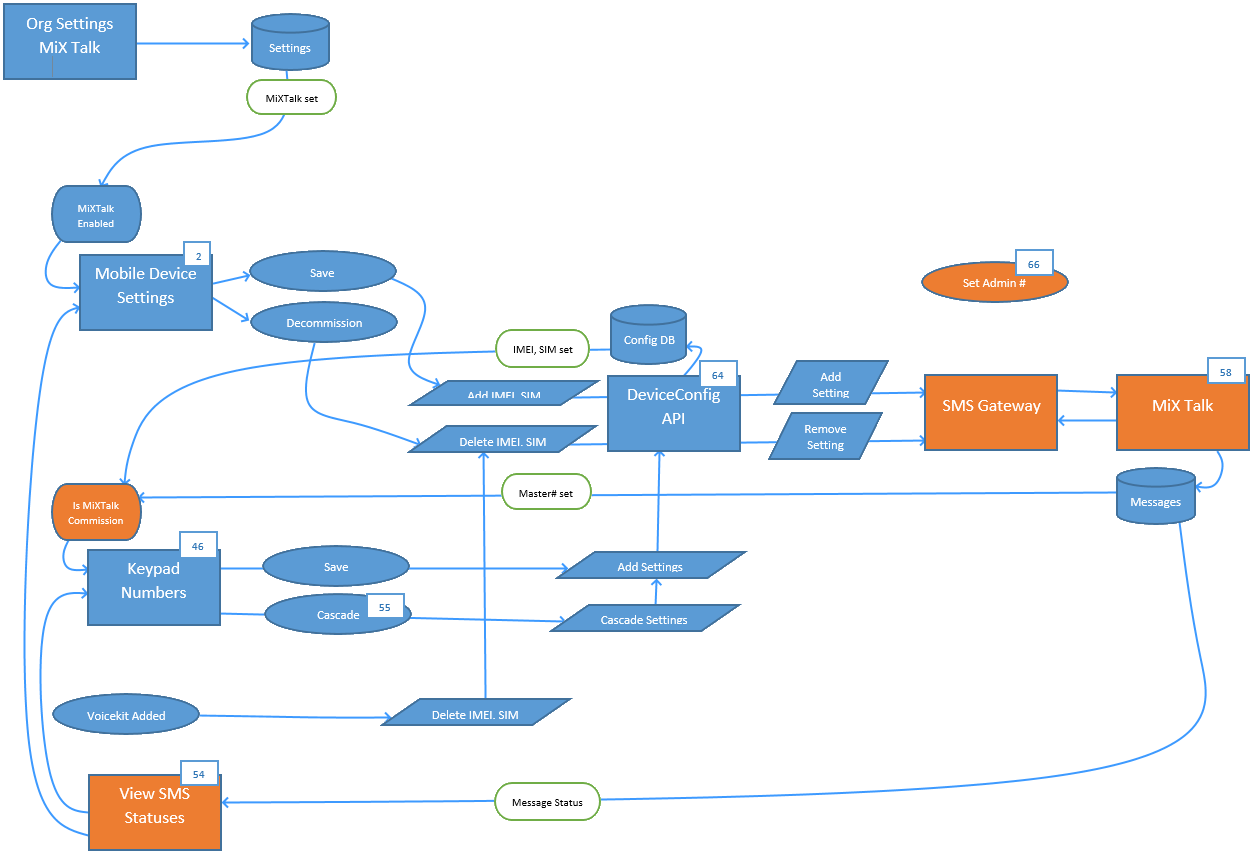 Org Settings
MiX Talk
Settings
MiXTalk set
MiXTalk
Enabled
2
Mobile Device
Settings
Save
Decommission
66
Set Admin #
IMEI, SIM set
Config DB
64
DeviceConfig
API
Add IMEI. SIM
Delete IMEI. SIM
Add
Setting
Remove
Setting
SMS Gateway
58
MiX Talk
Master# set
Messages
Is MiXTalk
Commission
46
Keypad
Numbers
Save
55
Cascade
Add Settings
Cascade Settings
Voicekit Added
Delete IMEI. SIM
54
View SMS
Statuses
Message Status